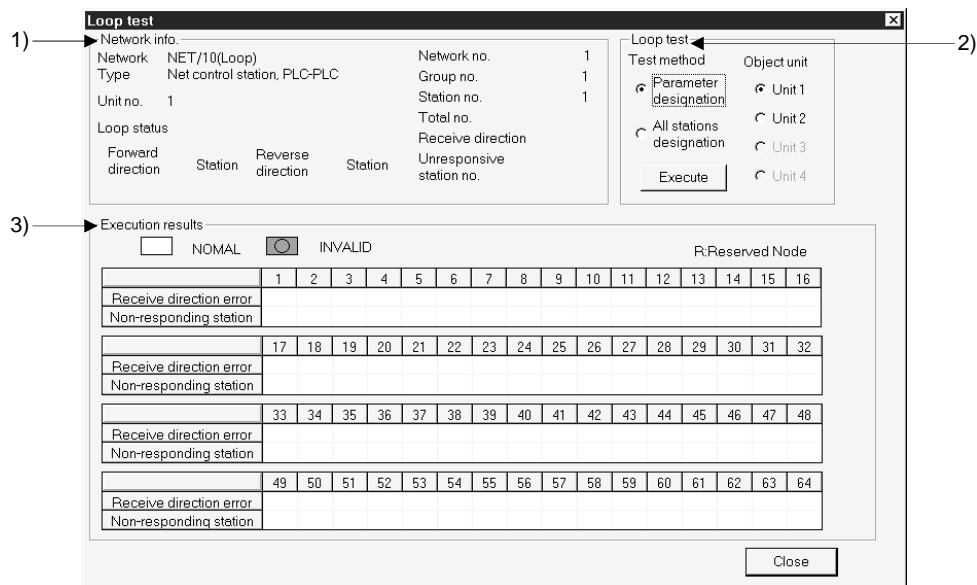 Loop test
1)
2)
Network info.
Network NET/10(Loop)
Type Net control station, PLC-PLC
Unit no. 1
Loop status
Forward direction Station Reverse direction Station
Network no. 1
Group no. 1
Station no. 1
Total no.
Receive direction
Unresponsive
station no.
Loop test
Test method Object unit
Parameter
designation
All stations
designation
Unit 1
Unit 2
Unit 3
Unit 4
Execute
3)
Execution results
NOMAL INVALID R:Reserved Node
1 2 3 4 5 6 7 8 9 10 11 12 13 14 15 16
Receive direction error
Non-responding station
17 18 19 20 21 22 23 24 25 26 27 28 29 30 31 32
Receive direction error
Non-responding station
33 34 35 36 37 38 39 40 41 42 43 44 45 46 47 48
Receive direction error
Non-responding station
49 50 51 52 53 54 55 56 57 58 59 60 61 62 63 64
Receive direction error
Non-responding station
Close